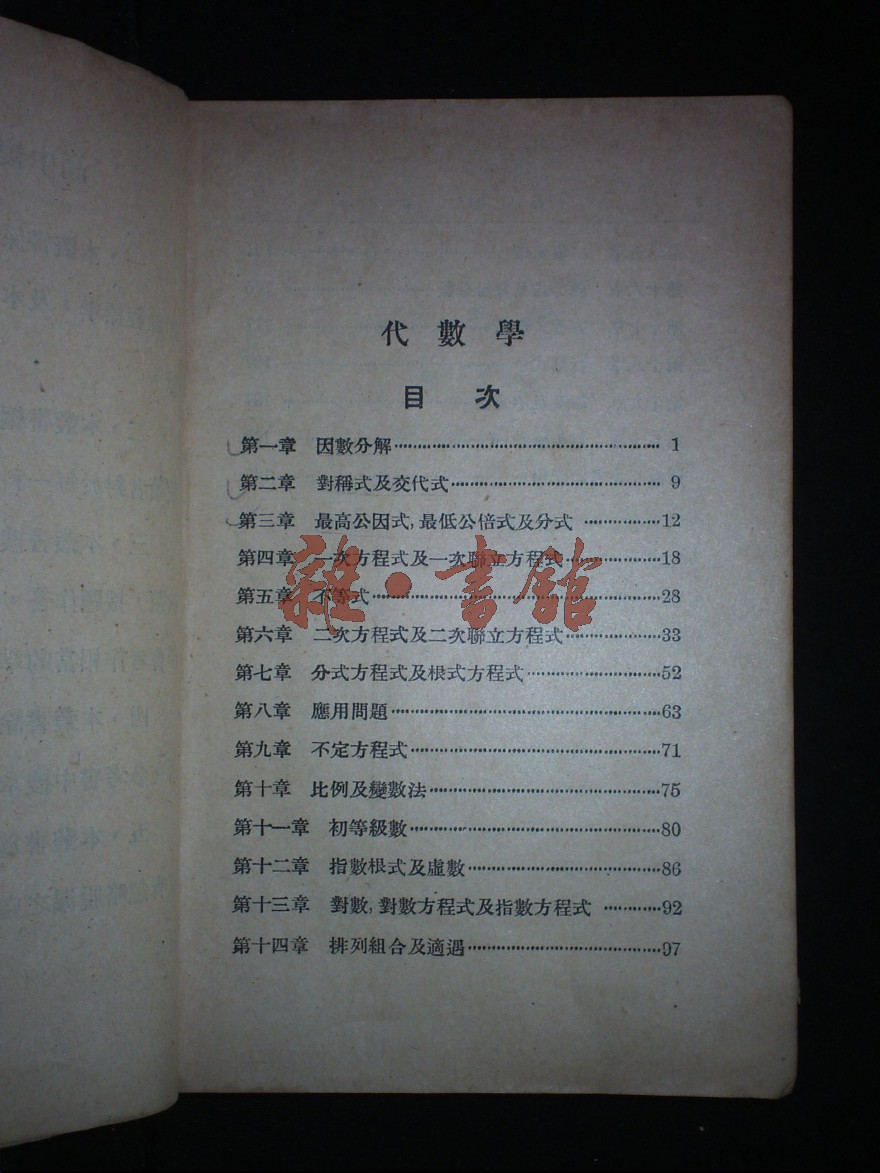 代數學
目次
第一章 因數分解 1
第二章 對稱式及交代式 9
第三章 最高公因式, 最低公倍式及分式 12
第四章 一次方程式及一次聯立方程式 18
第五章 不等式 28
第六章 二次方程式及二次聯立方程式 33
第七章 分式方程式及根式方程式 52
第八章 應用問題 63
第九章 不定方程式 71
第十章 比例及變數法 75
第十一章 初等級數 80
第十二章 指數根式及虛數 86
第十三章 對數, 對數方程式及指數方程式 92
第十四章 排列組合及適遇 97
雜·書館